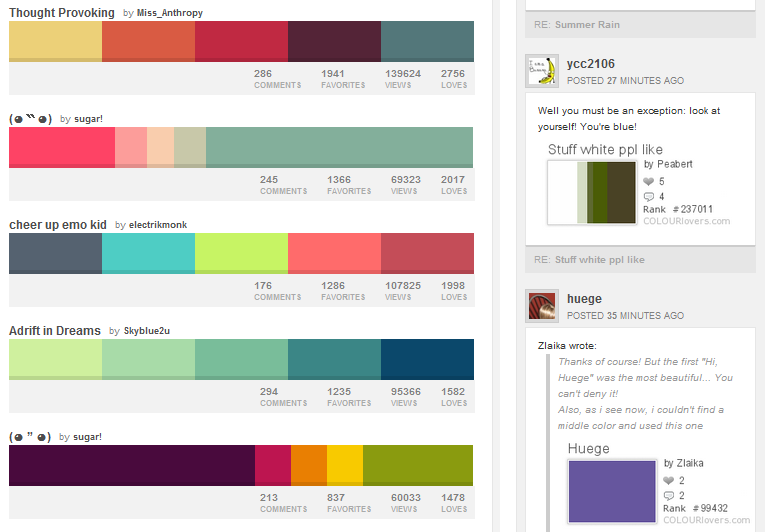 Thought Provoking by Miss_Anthropy
286 1941 139624 2756
COMMENTS FAVORITES VIEWS LOVES
(◕ ‶ ◕) by sugar!
245 1366 69323 2017
COMMENTS FAVORITES VIEWS LOVES
cheer up emo kid by electrikmonk
176 1286 107825 1998
COMMENTS FAVORITES VIEWS LOVES
Adrift in Dreams by Skyblue2u
294 1235 95366 1582
COMMENTS FAVORITES VIEWS LOVES
(◕ ” ◕) by sugar!
213 837 60033 1478
COMMENTS FAVORITES VIEWS LOVES
RE: Summer Rain
ycc2106
POSTED 27 MINUTES AGO
Well you must be an exception: look at
yourself! You're blue!
Stuff white ppl like
by Peabert
5
4
Rank #237011
COLOURlovers.com
RE: Stuff white ppl like
huege
POSTED 35 MINUTES AGO
Zlaika wrote:
Thanks of course! But the first "Hi,
Huege" was the most beautiful... You
can't deny it!
Also, as i see now, i couldn't find a
middle color and used this one
Huege
by Zlaika
2
2
Rank #99432
COLOURlovers.com